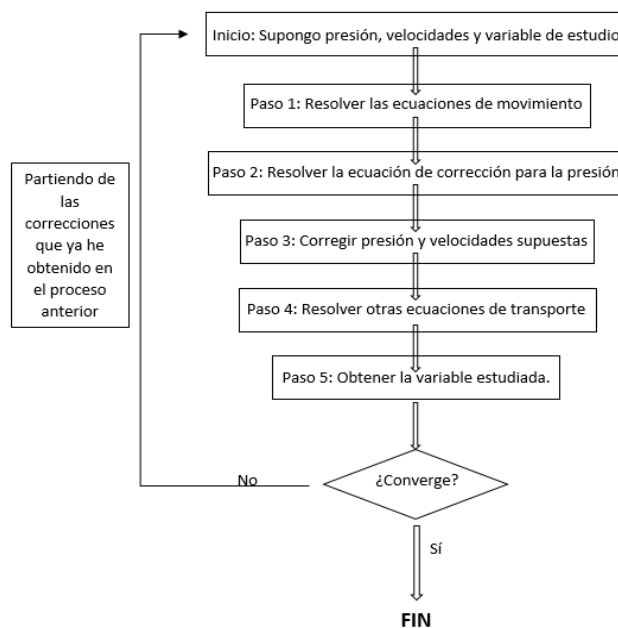 Inicio: Supongo presión, velocidades y variable de estudio
Paso 1: Resolver las ecuaciones de movimiento
Paso 2: Resolver la ecuación de corrección para la presión
Paso 3: Corregir presión y velocidades supuestas
Paso 4: Resolver otras ecuaciones de transporte
Paso 5: Obtener la variable estudiada.
¿Converge?
No
Partiendo de
las
correcciones
que ya he
obtenido en
el proceso
anterior
Sí
FIN